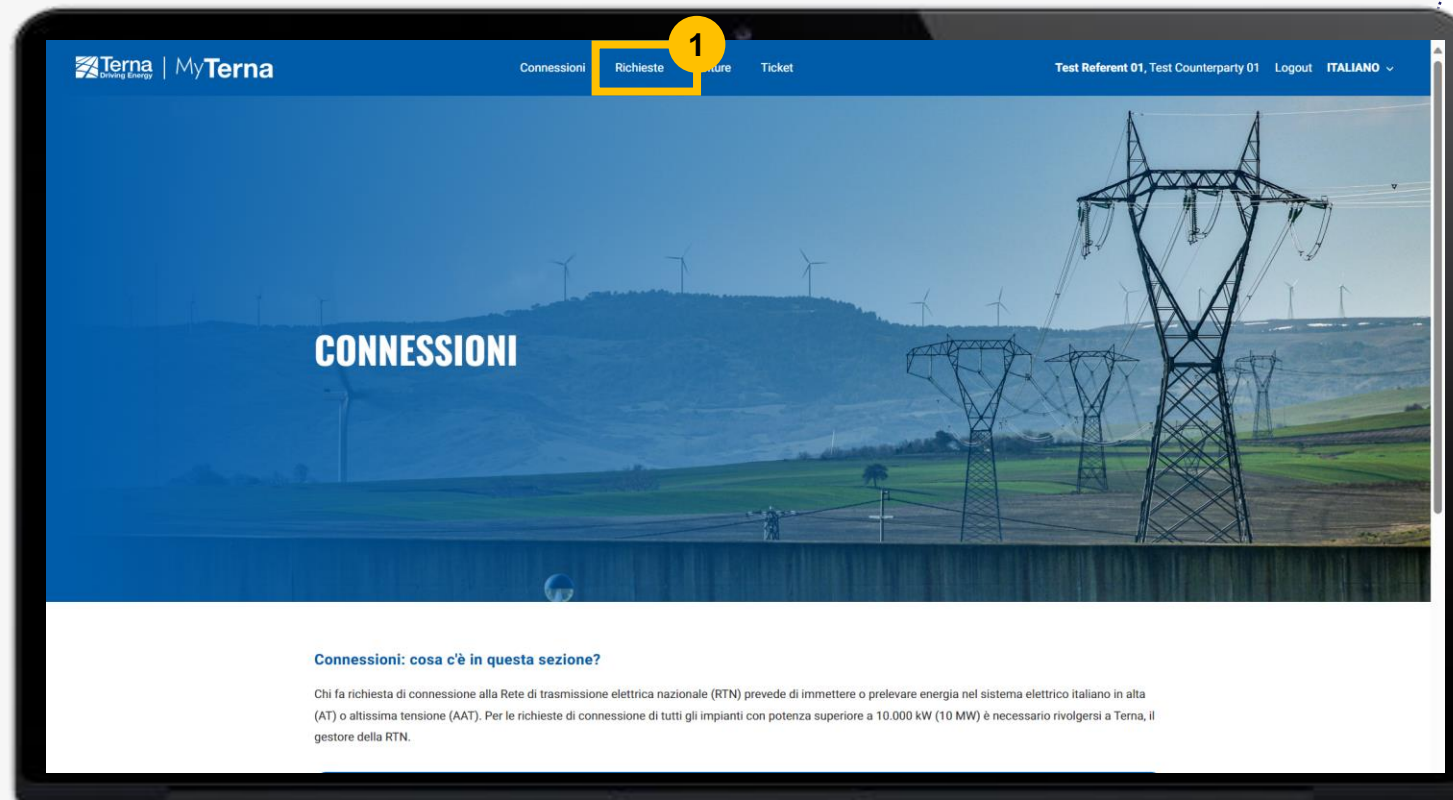 1
Terna
Driving Energy
MyTerna
Connessioni Richieste Ticket
Test Referent 01, Test Counterparty 01 Logout ITALIANO
CONNESSIONI
Connessioni: cosa c'è in questa sezione?
Chi fa richiesta di connessione alla Rete di trasmissione elettrica nazionale (RTN) prevede di immettere o prelevare energia nel sistema elettrico italiano in alta
(AT) o altissima tensione (AAT). Per le richieste di connessione di tutti gli impianti con potenza superiore a 10.000 kW (10 MW) è necessario rivolgersi a Terna, il
gestore della RTN.